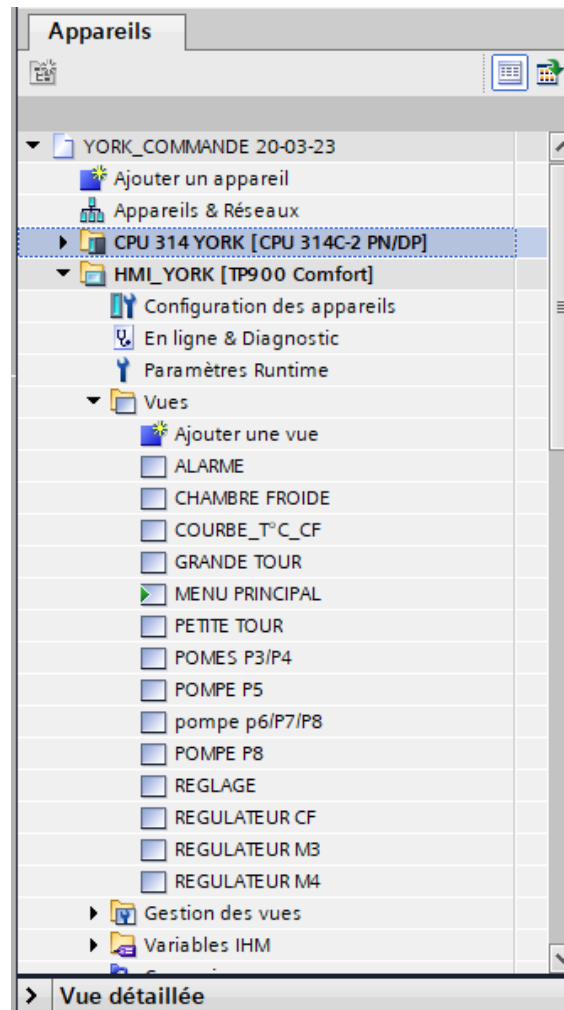 Appareils
YORK_COMMANDE 20-03-23
Ajouter un appareil
Appareils & Réseaux
CPU 314 YORK [CPU 314C-2 PN/DP]
HMI_YORK [TP900 Comfort]
Configuration des appareils
En ligne & Diagnostic
Paramètres Runtime
Vues
Ajouter une vue
ALARME
CHAMBRE FROIDE
COURBE_T°C_CF
GRANDE TOUR
MENU PRINCIPAL
PETITE TOUR
POMES P3/P4
POMPE P5
pompe p6/P7/P8
POMPE P8
REGLAGE
REGULATEUR CF
REGULATEUR M3
REGULATEUR M4
Gestion des vues
Variables IHM
Vue détaillée